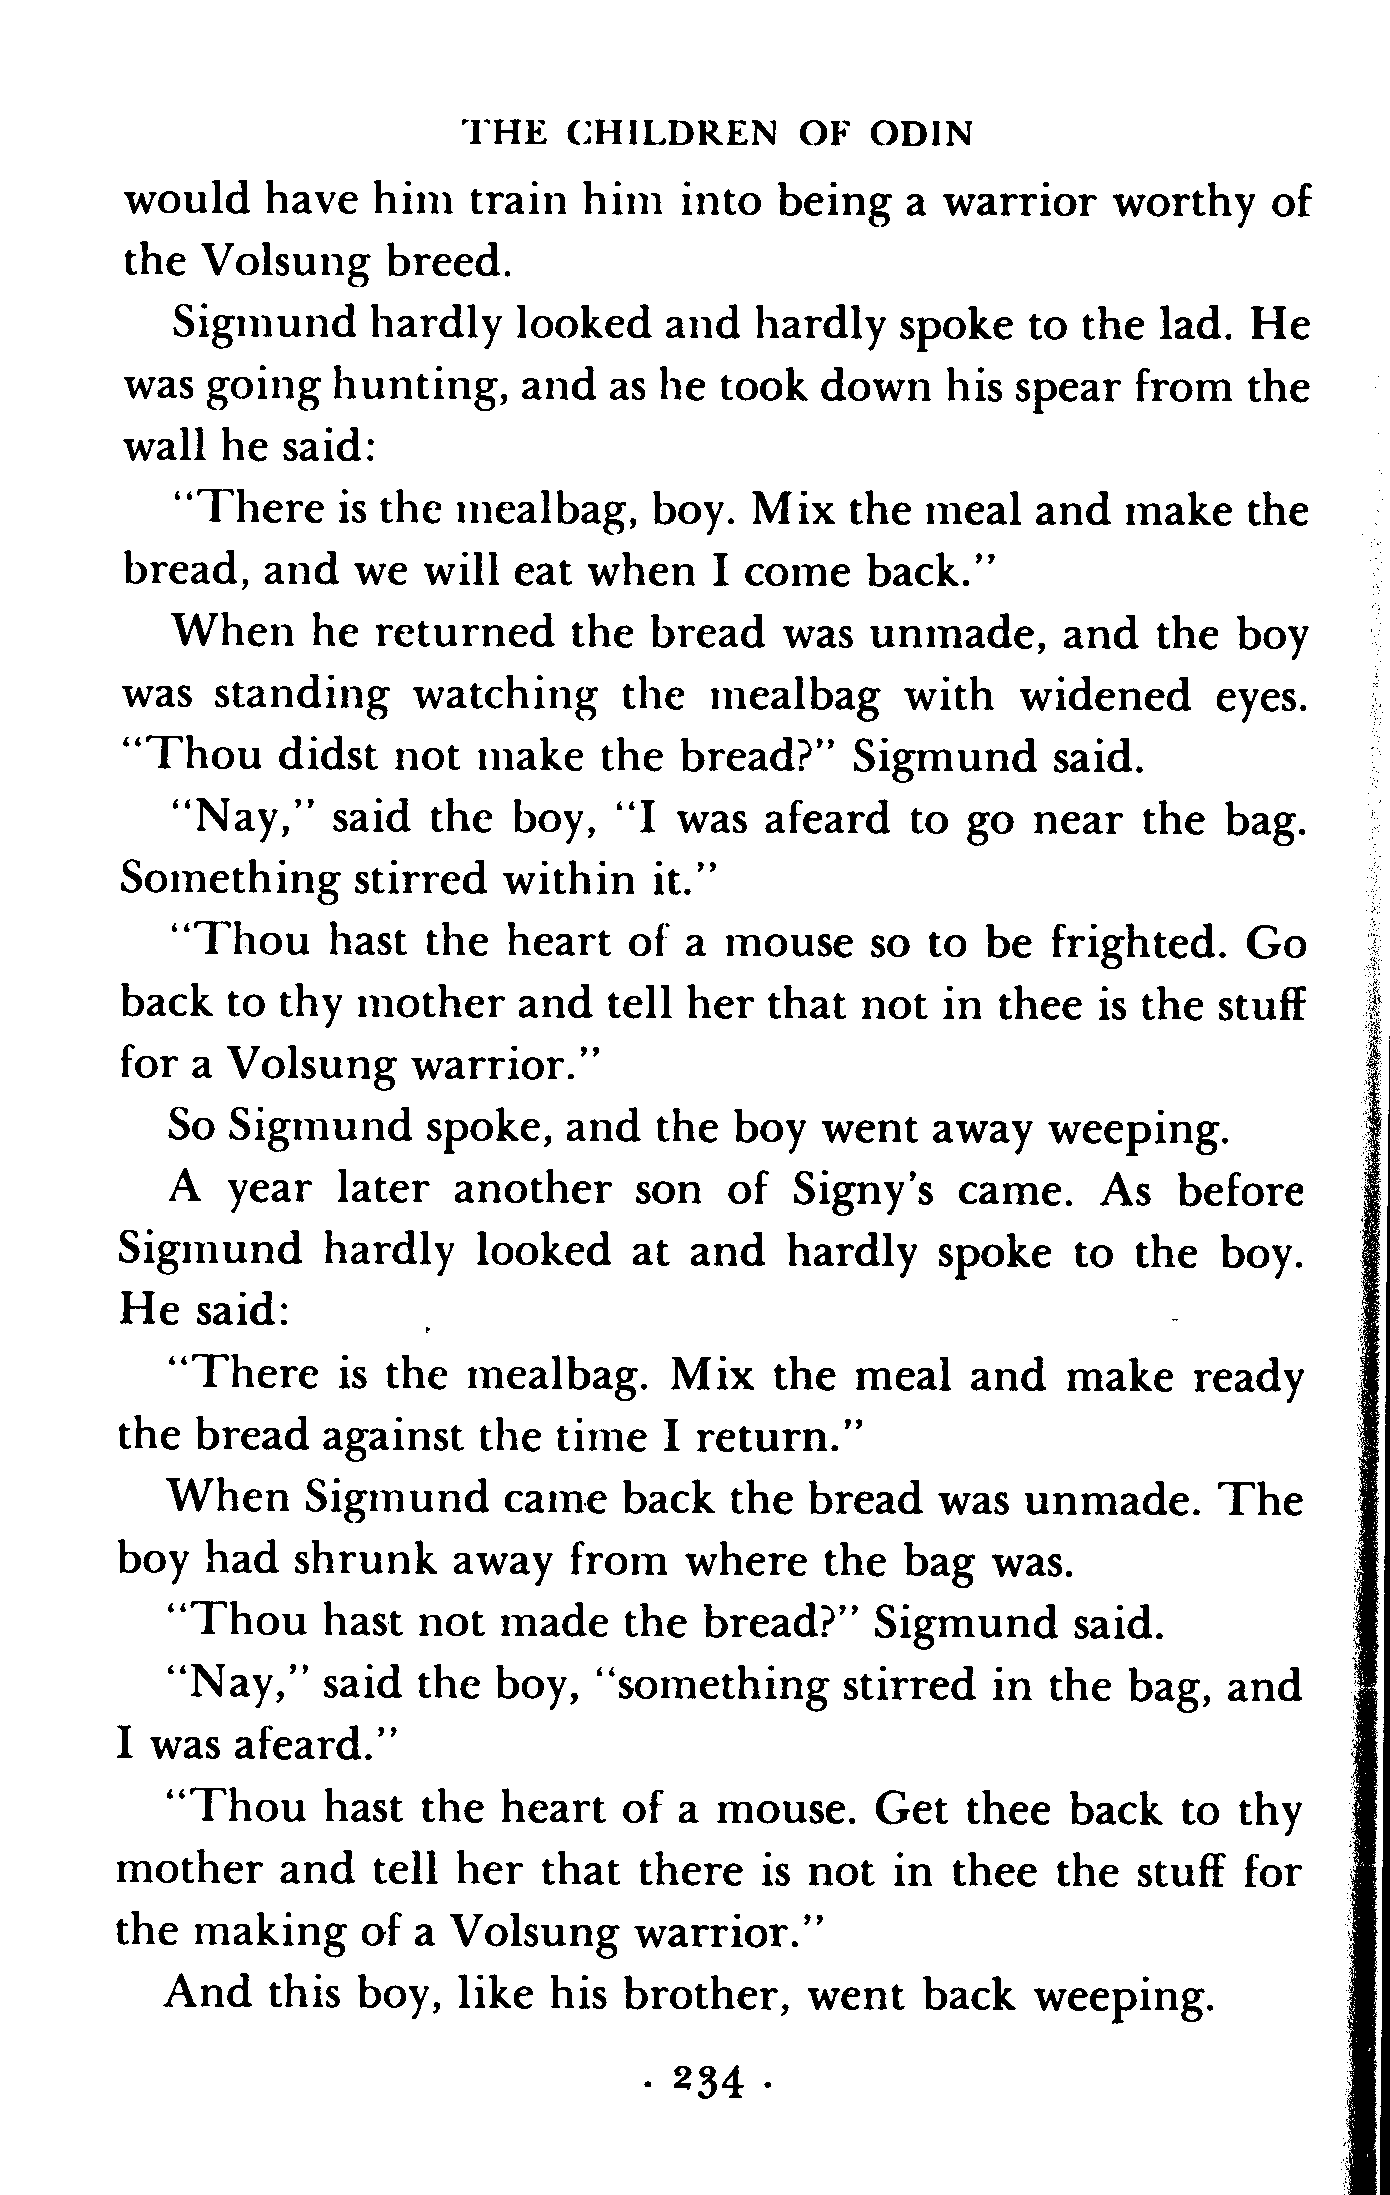 THE CHILDREN OF ODIN
would have him train him into being a warrior worthy of
the Volsung breed.
Sigmund hardly looked and hardly spoke to the lad. He
was going hunting, and as he took down his spear from the
wall he said:
"There is the mealbag, boy. Mix the meal and make the
bread, and we will eat when I come back."
When he returned the bread was unmade, and the boy
was standing watching the mealbag with widened eyes.
"Thou didst not make the bread?" Sigmund said.
"Nay," said the boy, "I was afeard to go near the bag.
Something stirred within it."
"Thou hast the heart of a mouse so to be frighted. Go
back to thy mother and tell her that not in thee is the stuff
for a Volsung warrior."
So Sigmund spoke, and the boy went away weeping.
A year later another son of Signy's came. As before
Sigmund hardly looked at and hardly spoke to the boy.
He said:
"There is the mealbag. Mix the meal and make ready
the bread against the time I return."
When Sigmund came back the bread was unmade. The
boy had shrunk away from where the bag was.
"Thou hast not made the bread?" Sigmund said.
"Nay," said the boy, "something stirred in the bag, and
I was afeard."
"Thou hast the heart of a mouse. Get thee back to thy
mother and tell her that there is not in thee the stuff for
the making of a Volsung warrior."
And this boy, like his brother, went back weeping.
· 234 ·